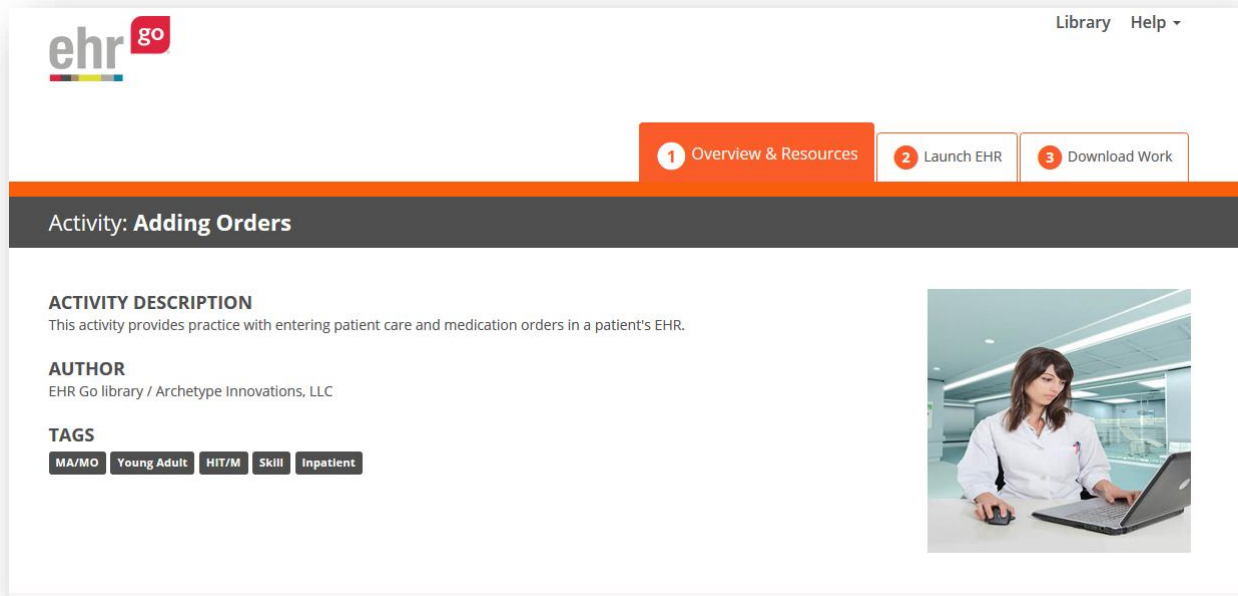 ehr go
Library Help
1 Overview & Resources 2 Launch EHR 3 Download Work
Activity: Adding Orders
ACTIVITY DESCRIPTION
This activity provides practice with entering patient care and medication orders in a patient's EHR.
AUTHOR
EHR Go library / Archetype Innovations, LLC
TAGS
MA/MO Young Adult HIT/M Skill Inpatient